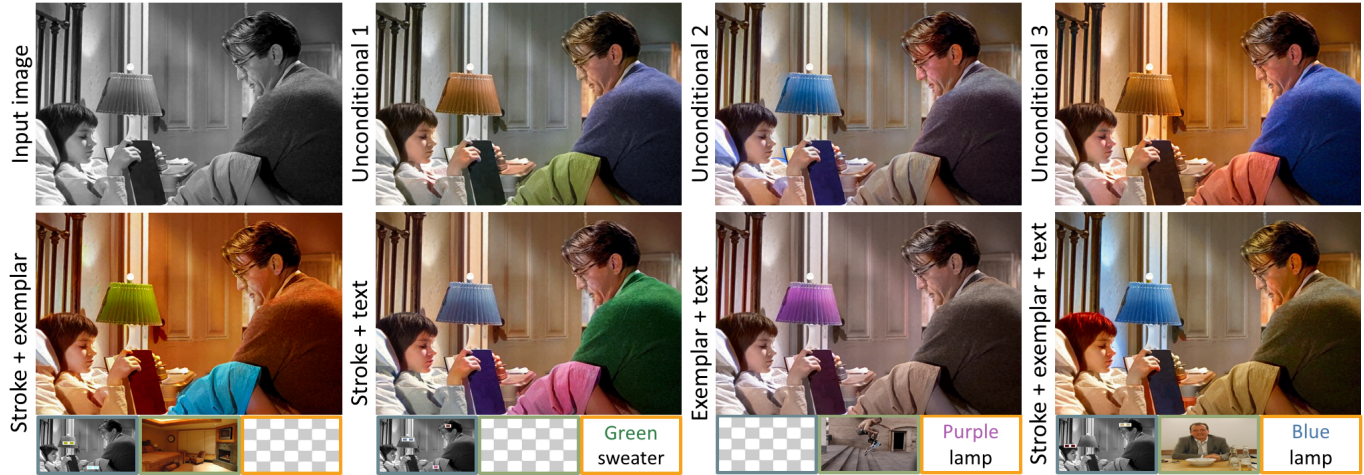 Input image
Unconditional 1
Unconditional 2
Unconditional 3
Stroke + exemplar
Stroke + text
Exemplar + text
Stroke + exemplar + text
Green
sweater
Purple
lamp
Blue
lamp